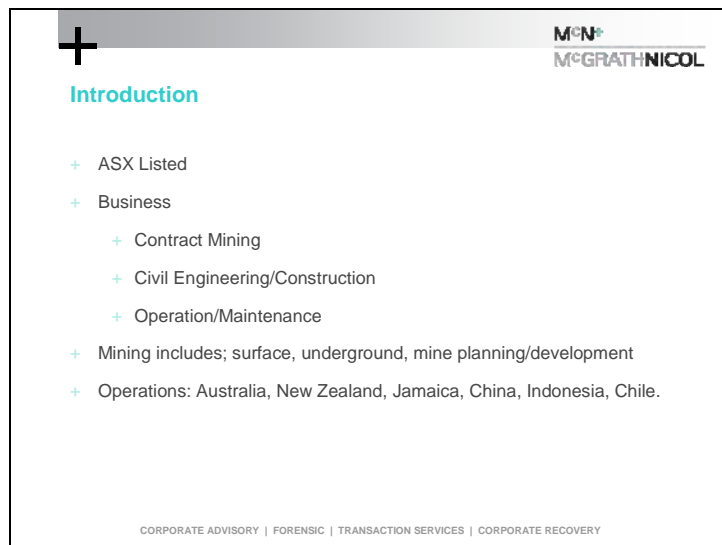 McN+
McGRATHNICOL
Introduction
+ ASX Listed
+ Business
+ Contract Mining
+ Civil Engineering/Construction
+ Operation/Maintenance
+ Mining includes; surface, underground, mine planning/development
+ Operations: Australia, New Zealand, Jamaica, China, Indonesia, Chile.
CORPORATE ADVISORY | FORENSIC | TRANSACTION SERVICES | CORPORATE RECOVERY